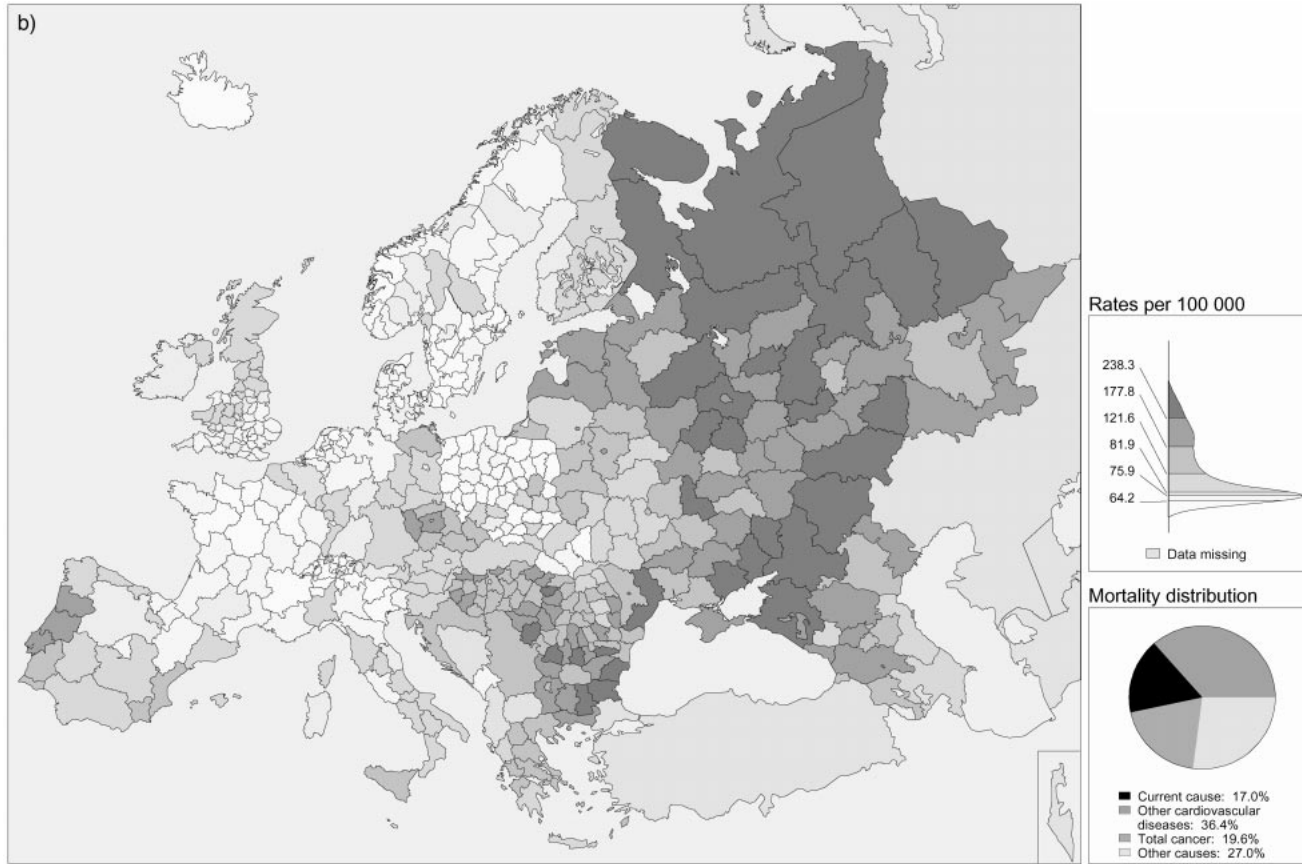 b)
Rates per 100 000
238.3
177.8
121.6
81.9
75.9
64.2
Data missing
Mortality distribution
Current cause: 17.0%
Other cardiovascular
diseases: 36.4%
Total cancer: 19.6%
Other causes: 27.0%